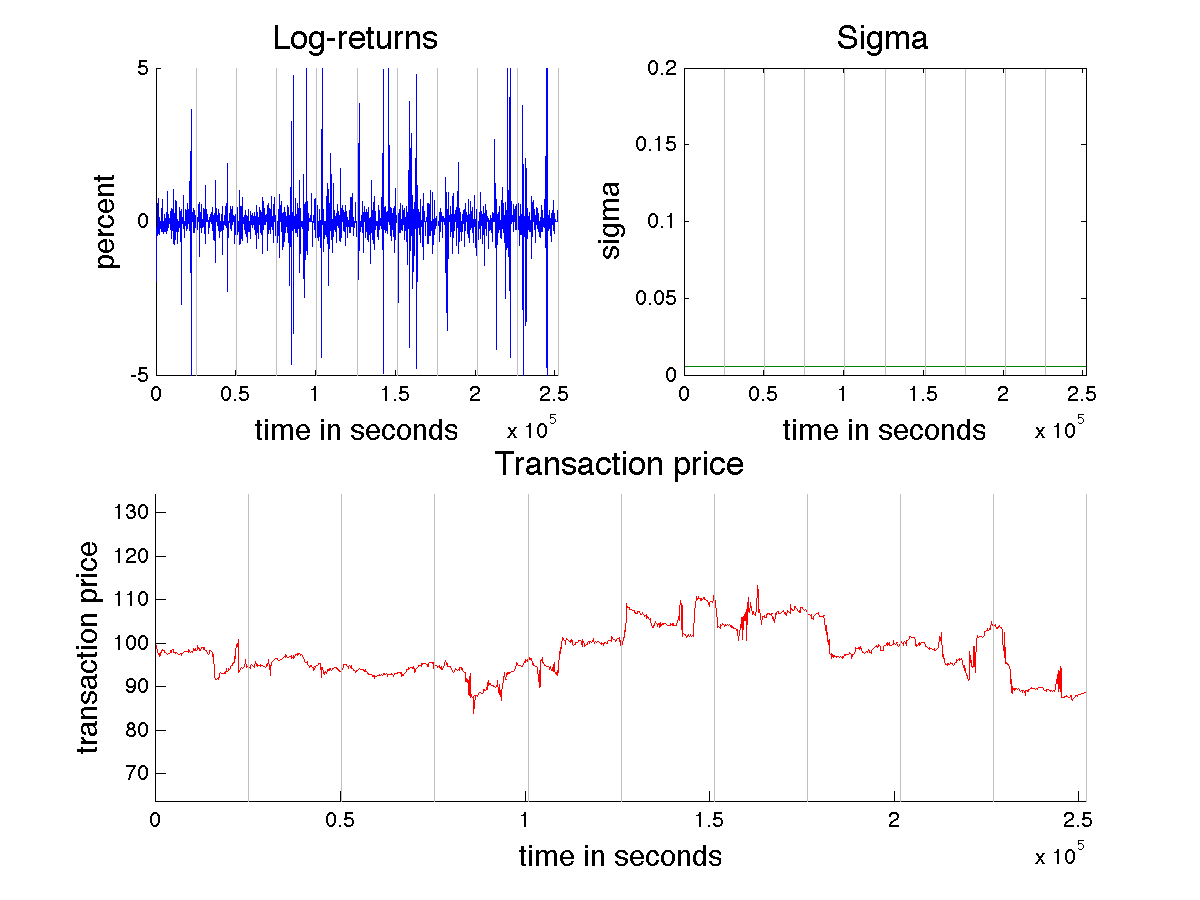 Log-returns
5
0
-5
percent
0 0.5 1 1.5 2 2.5
x 10^5
time in seconds
Sigma
0.2
0.15
0.1
0.05
0
sigma
0 0.5 1 1.5 2 2.5
x 10^5
time in seconds
Transaction price
130
120
110
100
90
80
70
transaction price
0 0.5 1 1.5 2 2.5
x 10^5
time in seconds